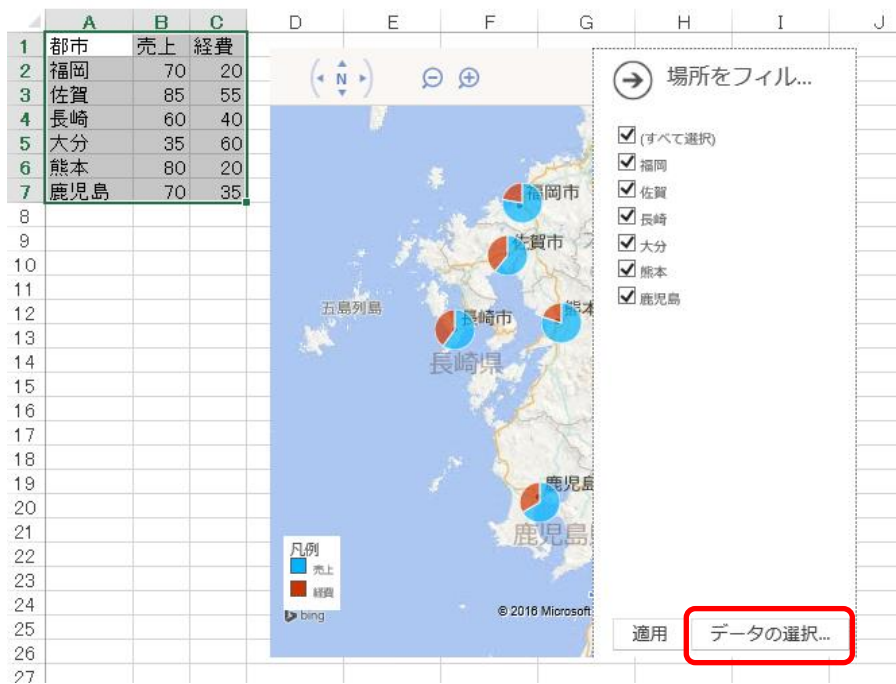 A B C D E F G H I J
1 都市 売上 経費
2 福岡 70 20
3 佐賀 85 55
4 長崎 60 40
5 大分 35 60
6 熊本 80 20
7 鹿児島 70 35
8
9
10
11
12
13
14
15
16
17
18
19
20
21
22
23
24
25
26
27
N
福岡市
佐賀市
五島列島
長崎市
熊本
長崎県
鹿児島
鹿児島
凡例
売上
経費
bing
© 2016 Microsoft
場所をフィル...
(すべて選択)
福岡
佐賀
長崎
大分
熊本
鹿児島
適用 データの選択...